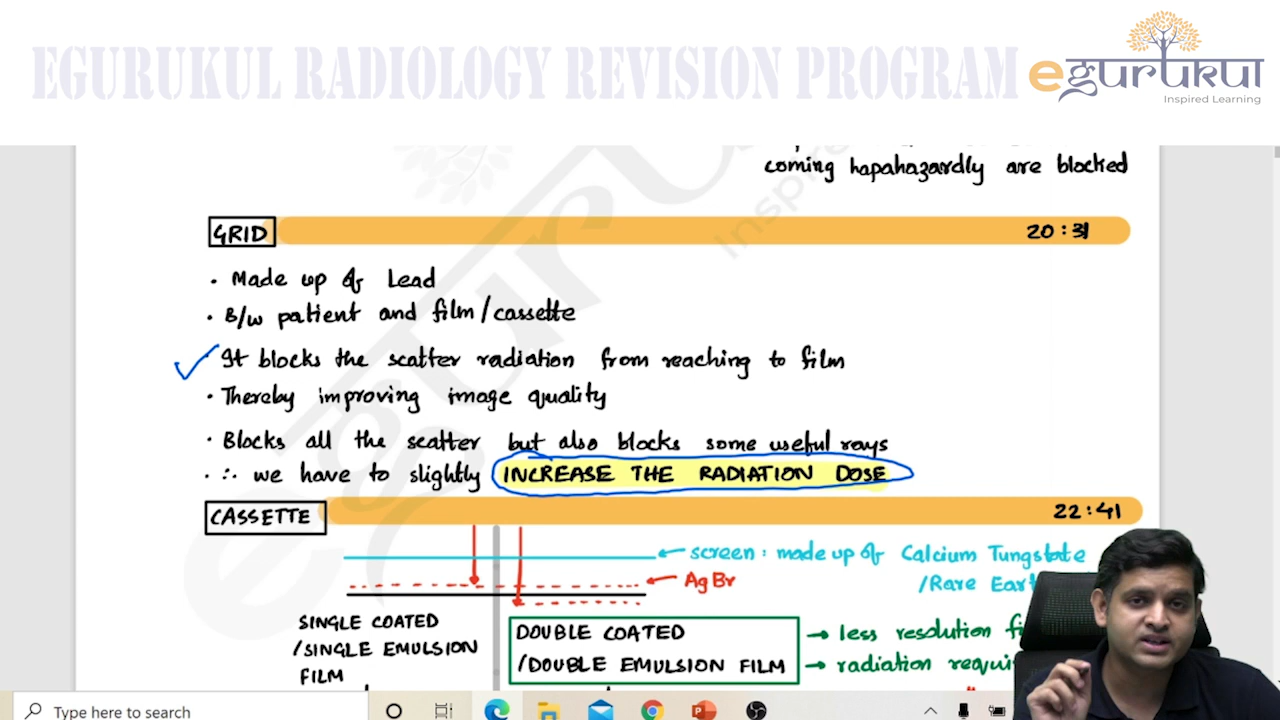 EGURUKUL RADIOLOGY REVISION PROGRAM
eGURUKUL
Inspired Learning
coming hapahazardly are blocked
GRID
20:31
• Made up of Lead
• B/w patient and film/cassette
• It blocks the scatter radiation from reaching to film
• Thereby improving image quality
• Blocks all the scatter but also blocks some useful rays
• ∴ we have to slightly INCREASE THE RADIATION DOSE
CASSETTE
22:41
screen: made up of Calcium Tungstate
/Rare
AgBr
SINGLE COATED
/SINGLE EMULSION
FILM
DOUBLE COATED
/DOUBLE EMULSION FILM
→ less resolution
→ radiation
Type here to search